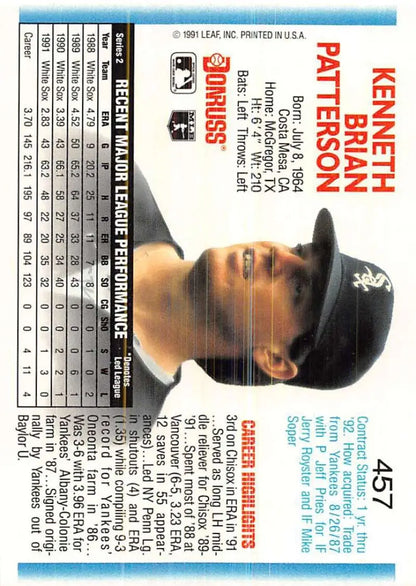 KENNETH
BRIAN
PATTERSON
Born: July 8, 1964
Costa Mesa, CA
Home: McGregor, TX
Ht: 6'4" Wt: 210
Bats: Left Throws: Left
DONRUSS
MLB
© 1991 LEAF, INC. PRINTED IN U.S.A.
457
Contract Status: 1 yr. thru
'92. How acquired: Trade
from Yankees 8/26/87
with P Jeff Pries for IF
Jerry Royster and IF Mike
Soper
CAREER HIGHLIGHTS
3rd on Chisox in ERA in '91
...Served as long LH mid-
dle reliever for Chisox '89-
'91...Spent most of '88 at
Vancouver (6-5, 3.23 ERA,
12 saves in 55 appear-
ances)...Led NY Penn Lg.
in shutouts (4) and ERA
(1.35) while compiling 9-3
record for Yankees'
Oneonta farm in '86...
Was 9-6 with 3.96 ERA for
Yankees' Albany-Colonie
farm in '87...Signed origi-
nally by Yankees out of
Baylor U.
Series 2 RECENT MAJOR LEAGUE PERFORMANCE *Denotes Led League
Year Team ERA G IP H R ER BB SO CG ShO S W L
1988 White Sox 4.79 9 20.2 25 11 11 7 8 0 0 1 0 2
1989 White Sox 4.52 50 65.2 64 37 33 28 43 0 0 0 6 1
1990 White Sox 3.39 43 66.1 58 27 25 34 40 0 0 2 2 1
1991 White Sox 2.83 43 63.2 48 22 20 35 32 0 0 1 3 0
Career 3.70 145 216.1 195 97 89 104 123 0 0 4 11 4